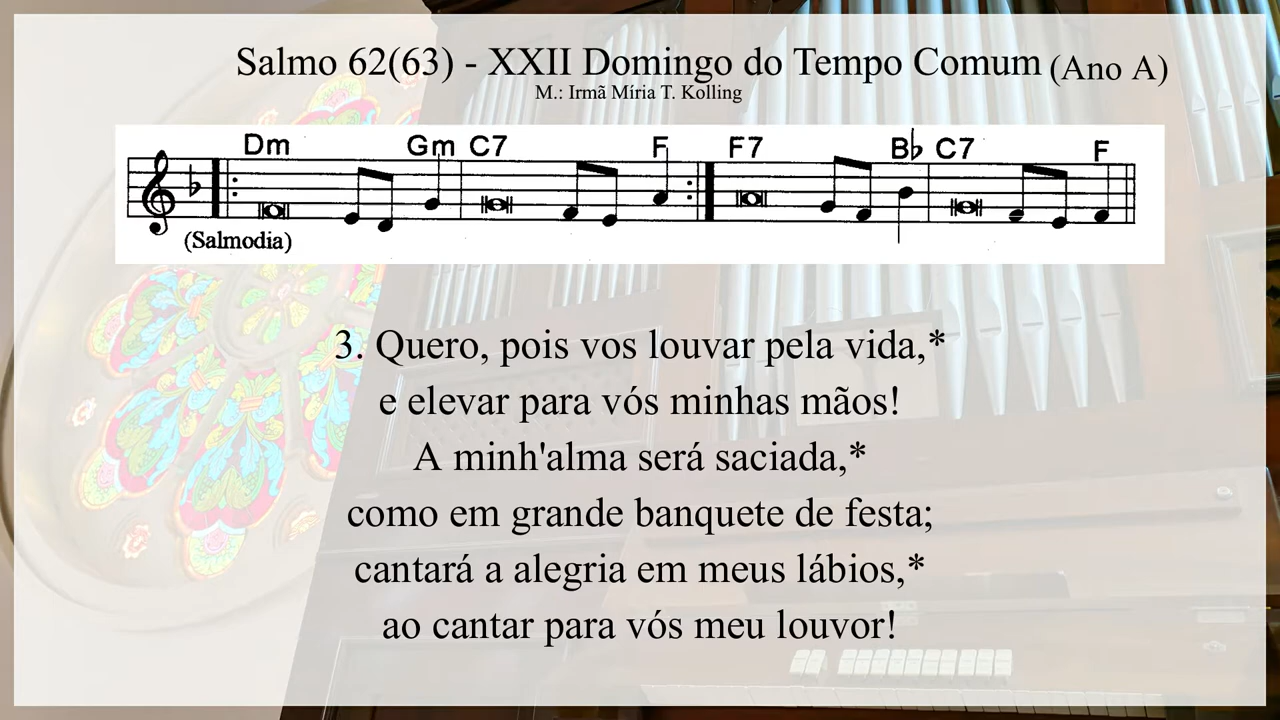 Salmo 62(63) - XXII Domingo do Tempo Comum (Ano A)
M.: Irmã Míria T. Kolling
Dm Gm C7 F F7 B♭ C7 F
(Salmodia)
3. Quero, pois vos louvar pela vida,*
e elevar para vós minhas mãos!
A minh'alma será saciada,*
como em grande banquete de festa;
cantará a alegria em meus lábios,*
ao cantar para vós meu louvor!